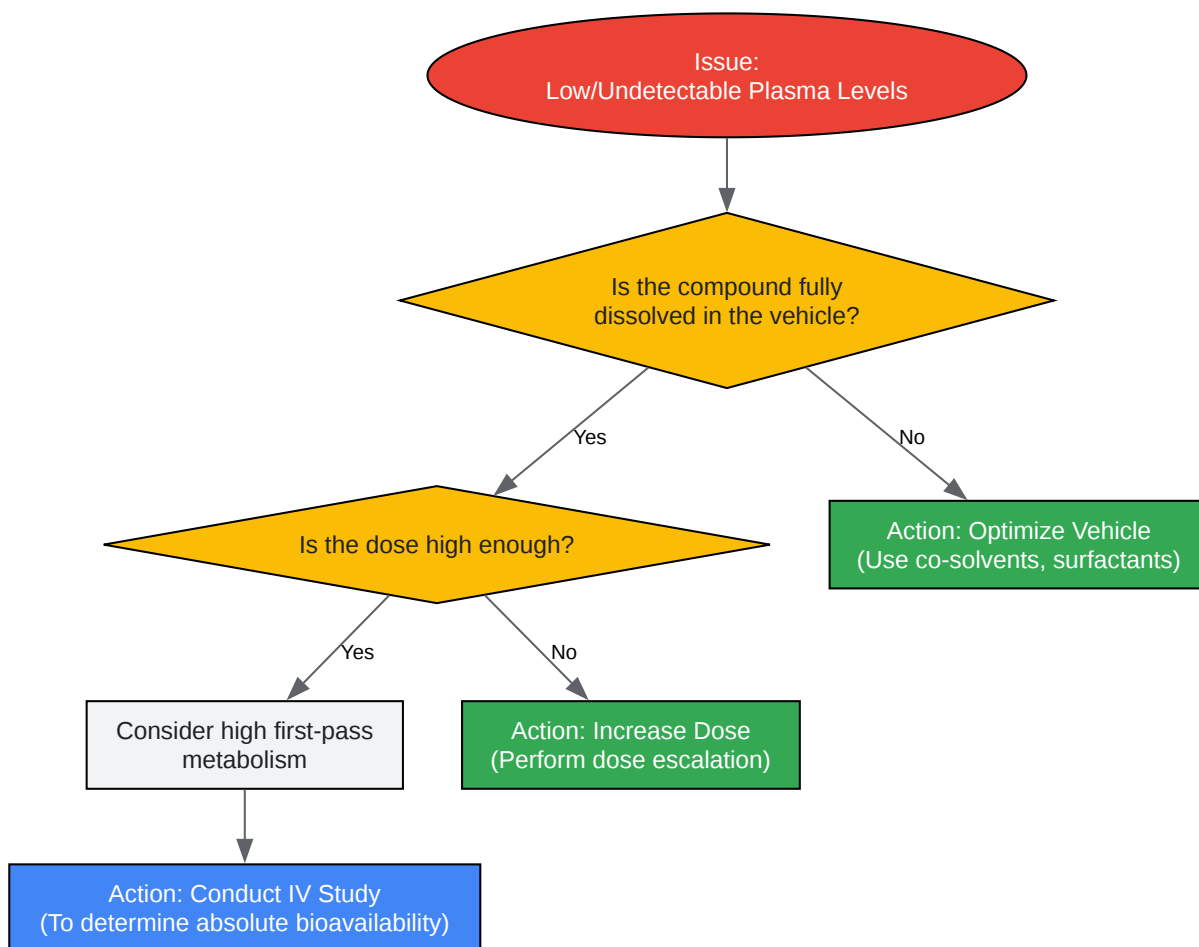 Issue:
Low/Undetectable Plasma Levels
Is the compound fully
dissolved in the vehicle?
Yes
No
Is the dose high enough?
Action: Optimize Vehicle
(Use co-solvents, surfactants)
Yes
No
Consider high first-pass
metabolism
Action: Increase Dose
(Perform dose escalation)
Action: Conduct IV Study
(To determine absolute bioavailability)